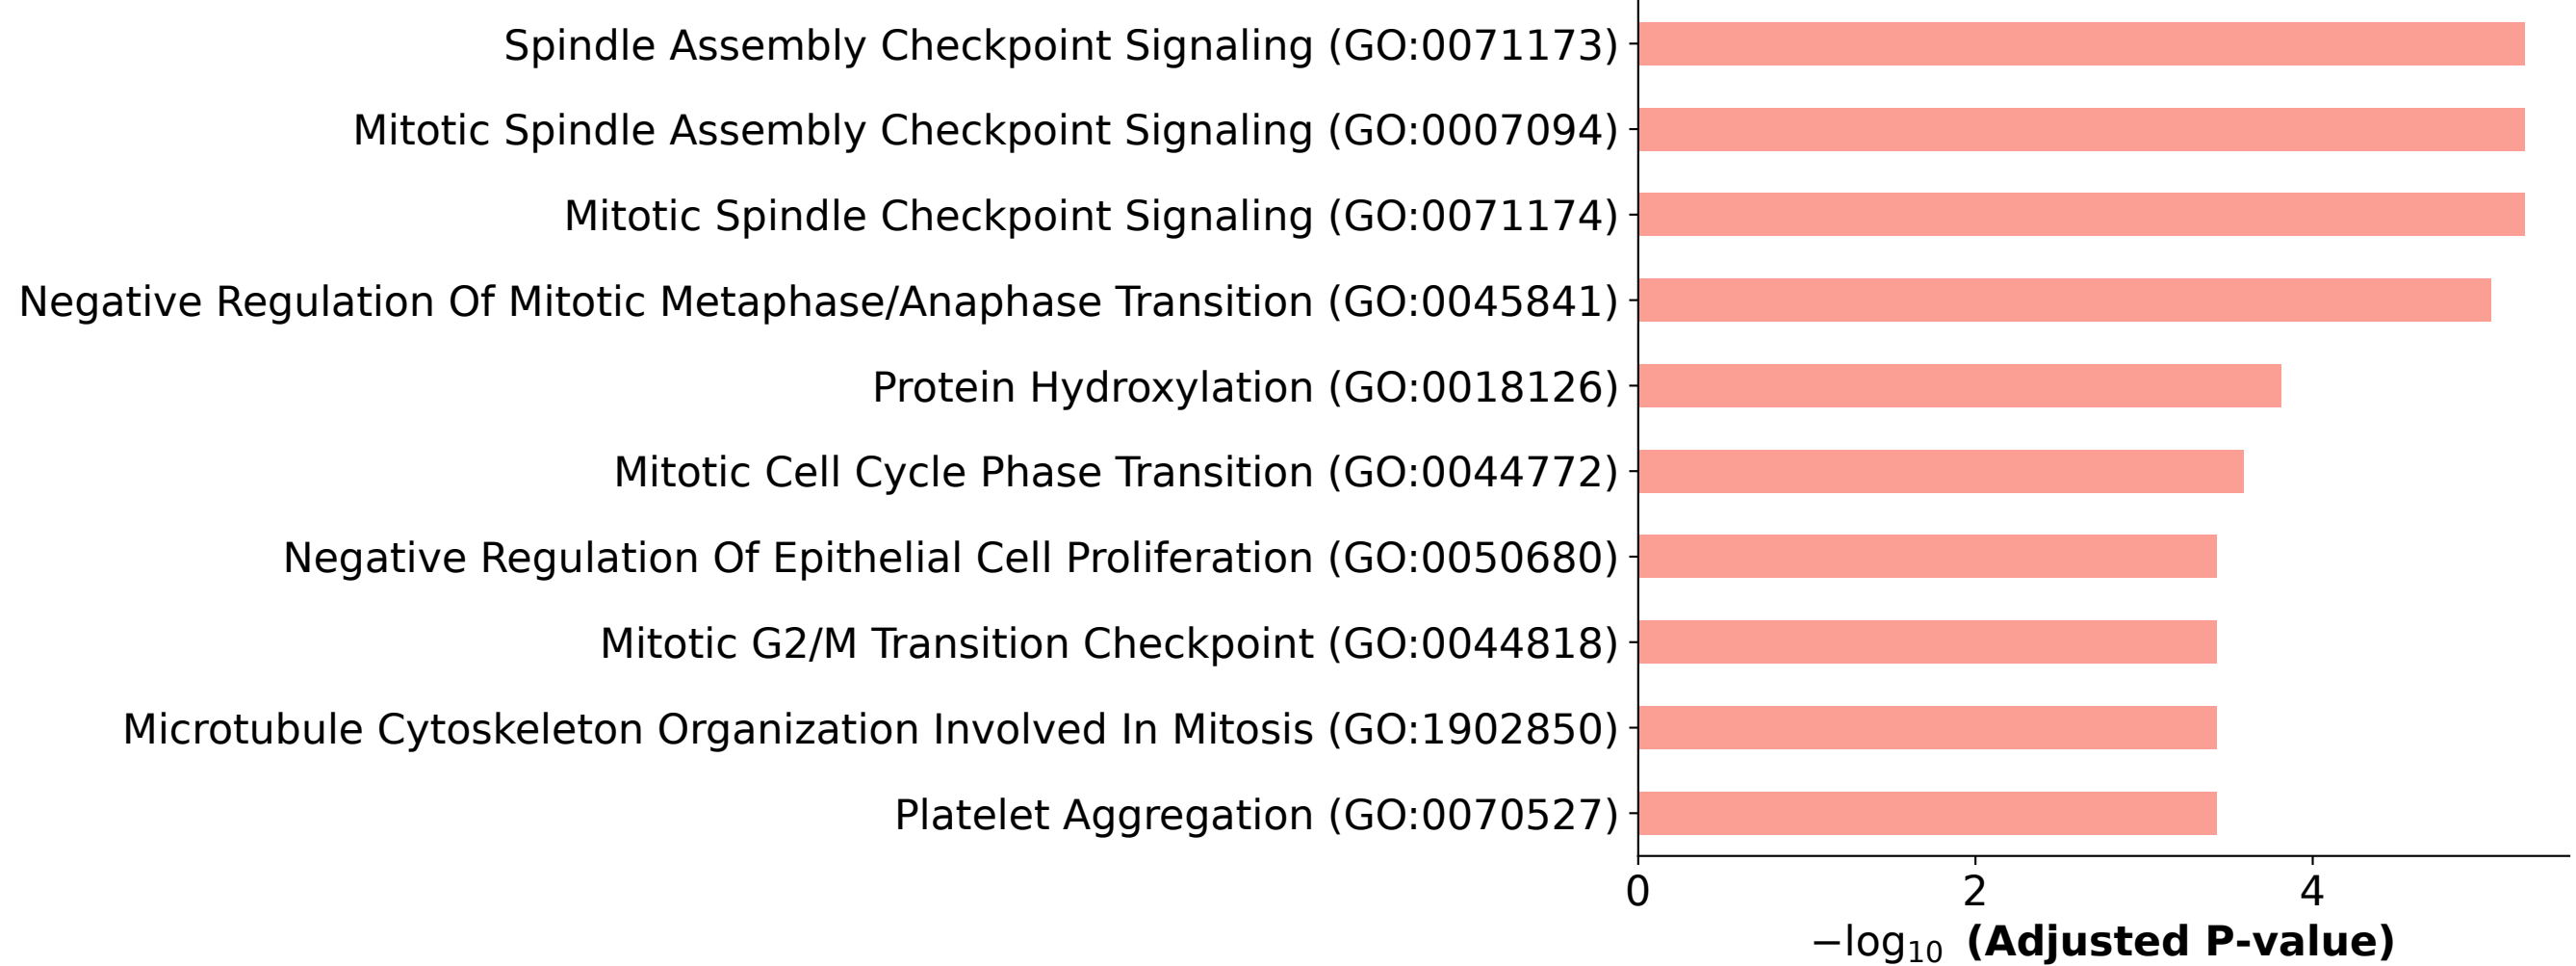 Spindle Assembly Checkpoint Signaling (GO:0071173)
Mitotic Spindle Assembly Checkpoint Signaling (GO:0007094)
Mitotic Spindle Checkpoint Signaling (GO:0071174)
Negative Regulation Of Mitotic Metaphase/Anaphase Transition (GO:0045841)
Protein Hydroxylation (GO:0018126)
Mitotic Cell Cycle Phase Transition (GO:0044772)
Negative Regulation Of Epithelial Cell Proliferation (GO:0050680)
Mitotic G2/M Transition Checkpoint (GO:0044818)
Microtubule Cytoskeleton Organization Involved In Mitosis (GO:1902850)
Platelet Aggregation (GO:0070527)
0 2 4
−log₁₀ (Adjusted P-value)